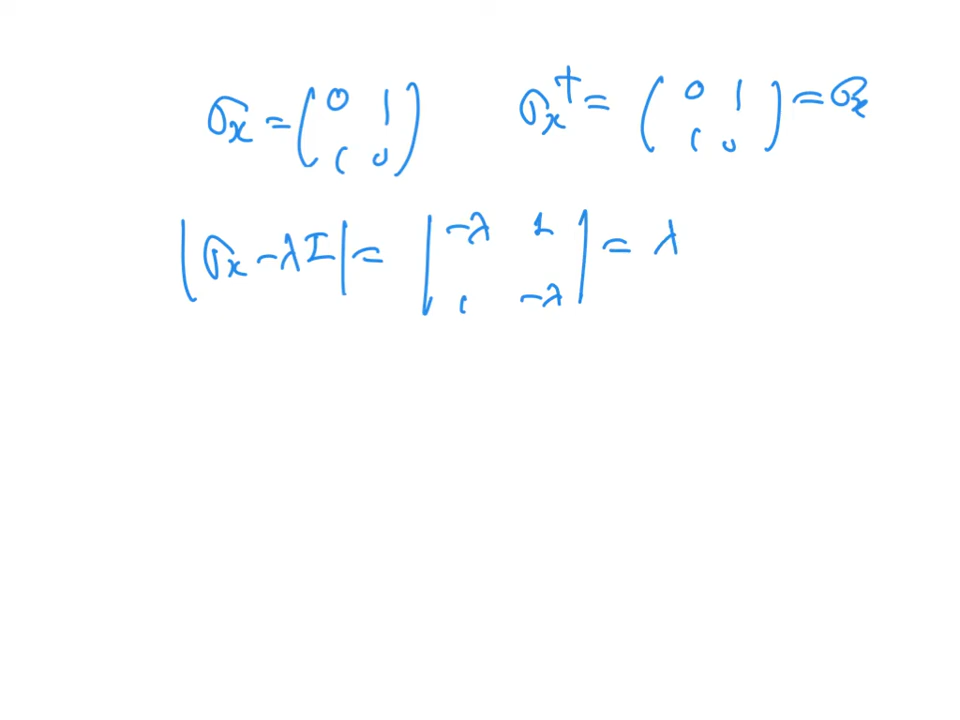 σx = (0 1; 1 0) σx† = (0 1; 1 0) = σx
|σx - λI| = |-λ 1; 1 -λ| = λ